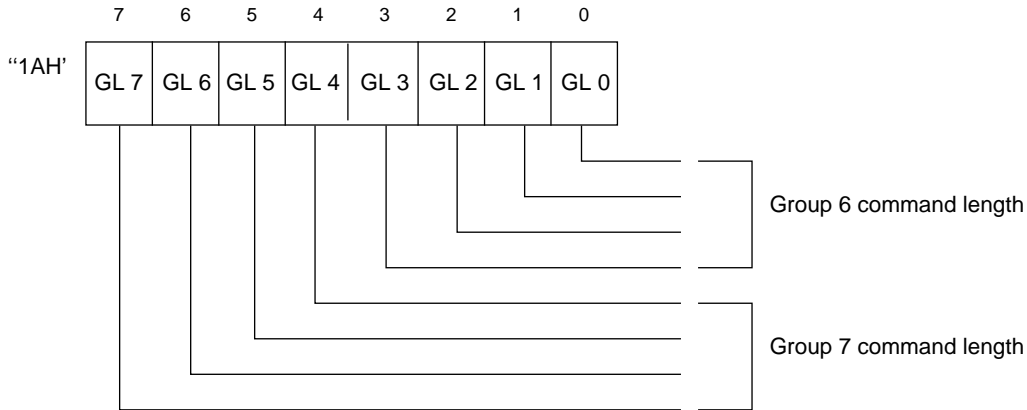 7 6 5 4 3 2 1 0
‘‘1AH’ GL 7 GL 6 GL 5 GL 4 GL 3 GL 2 GL 1 GL 0
Group 6 command length
Group 7 command length